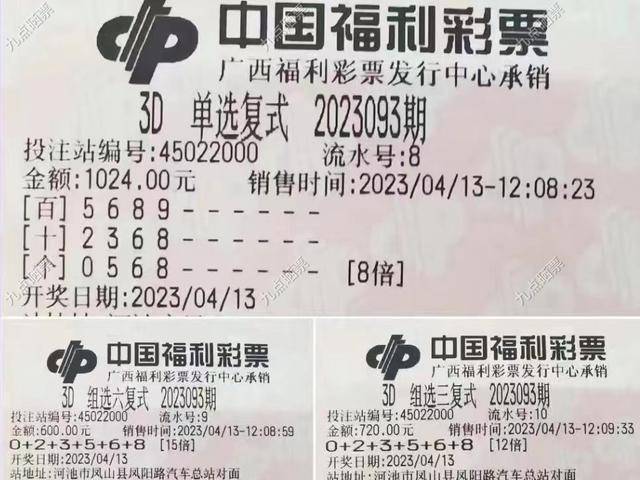 中国福利彩票
广西福利彩票发行中心承销
3D 单选复式 2023093期
投注站编号:45022000 流水号:8
金额:1024.00元 销售时间:2023/04/13-12:08:23
[百] 5 6 8 9 - - - - - -
[十] 2 3 6 8 - - - - - -
[个] 0 5 6 8 - - - - - - [8倍]
开奖日期:2023/04/13
中国福利彩票
广西福利彩票发行中心承销
3D 组选六复式 2023093期
投注站编号:45022000 流水号:9
金额:600.00元 销售时间:2023/04/13-12:08:59
0+2+3+5+6+8 [15倍]
开奖日期:2023/04/13
站地址:河池市凤山县凤阳路汽车总站对面
中国福利彩票
广西福利彩票发行中心承销
3D 组选三复式 2023093期
投注站编号:45022000 流水号:10
金额:720.00元 销售时间:2023/04/13-12:09:33
0+2+3+5+6+8 [12倍]
开奖日期:2023/04/13
站地址:河池市凤山县凤阳路汽车总站对面
九点晒票